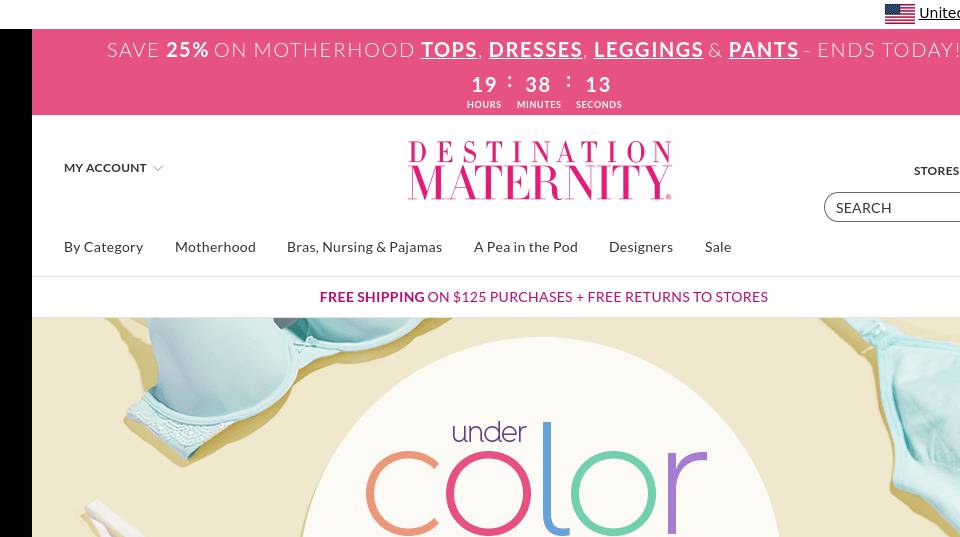 United
SAVE 25% ON MOTHERHOOD TOPS, DRESSES, LEGGINGS & PANTS - ENDS TODAY!
19 : 38 : 13
HOURS MINUTES SECONDS
MY ACCOUNT
DESTINATION
MATERNITY®
STORES
SEARCH
By Category Motherhood Bras, Nursing & Pajamas A Pea in the Pod Designers Sale
FREE SHIPPING ON $125 PURCHASES + FREE RETURNS TO STORES
under
color